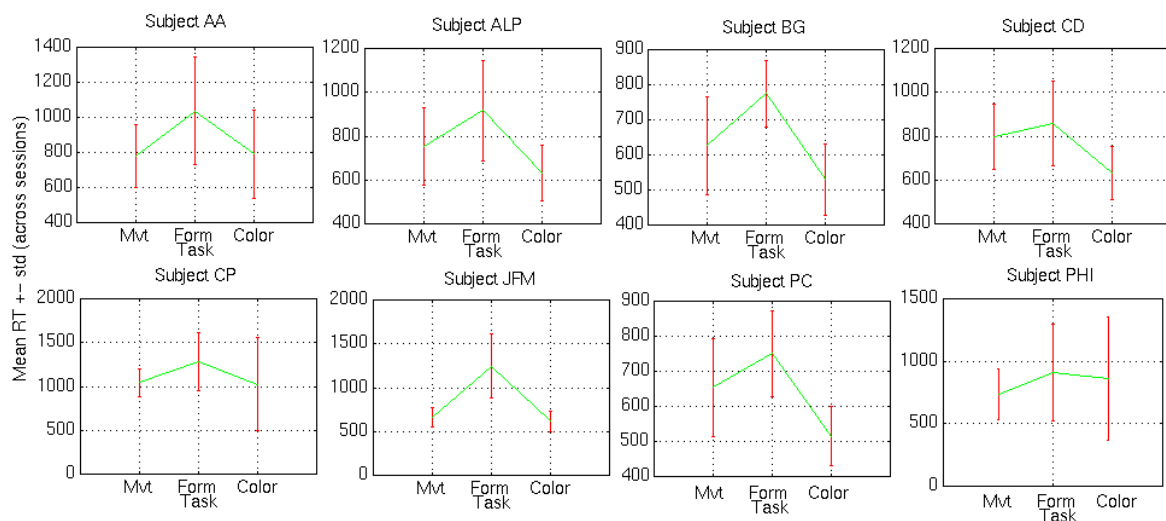 Mean RT +- std (across sessions)
Subject AA
1400
1200
1000
800
600
400
Mvt Form Color
Task
Subject ALP
1200
1000
800
600
400
Mvt Form Color
Task
Subject BG
900
800
700
600
500
400
Mvt Form Color
Task
Subject CD
1200
1000
800
600
400
Mvt Form Color
Task
Subject CP
2000
1500
1000
500
0
Mvt Form Color
Task
Subject JFM
2000
1500
1000
500
0
Mvt Form Color
Task
Subject PC
900
800
700
600
500
400
Mvt Form Color
Task
Subject PHI
1500
1000
500
0
Mvt Form Color
Task